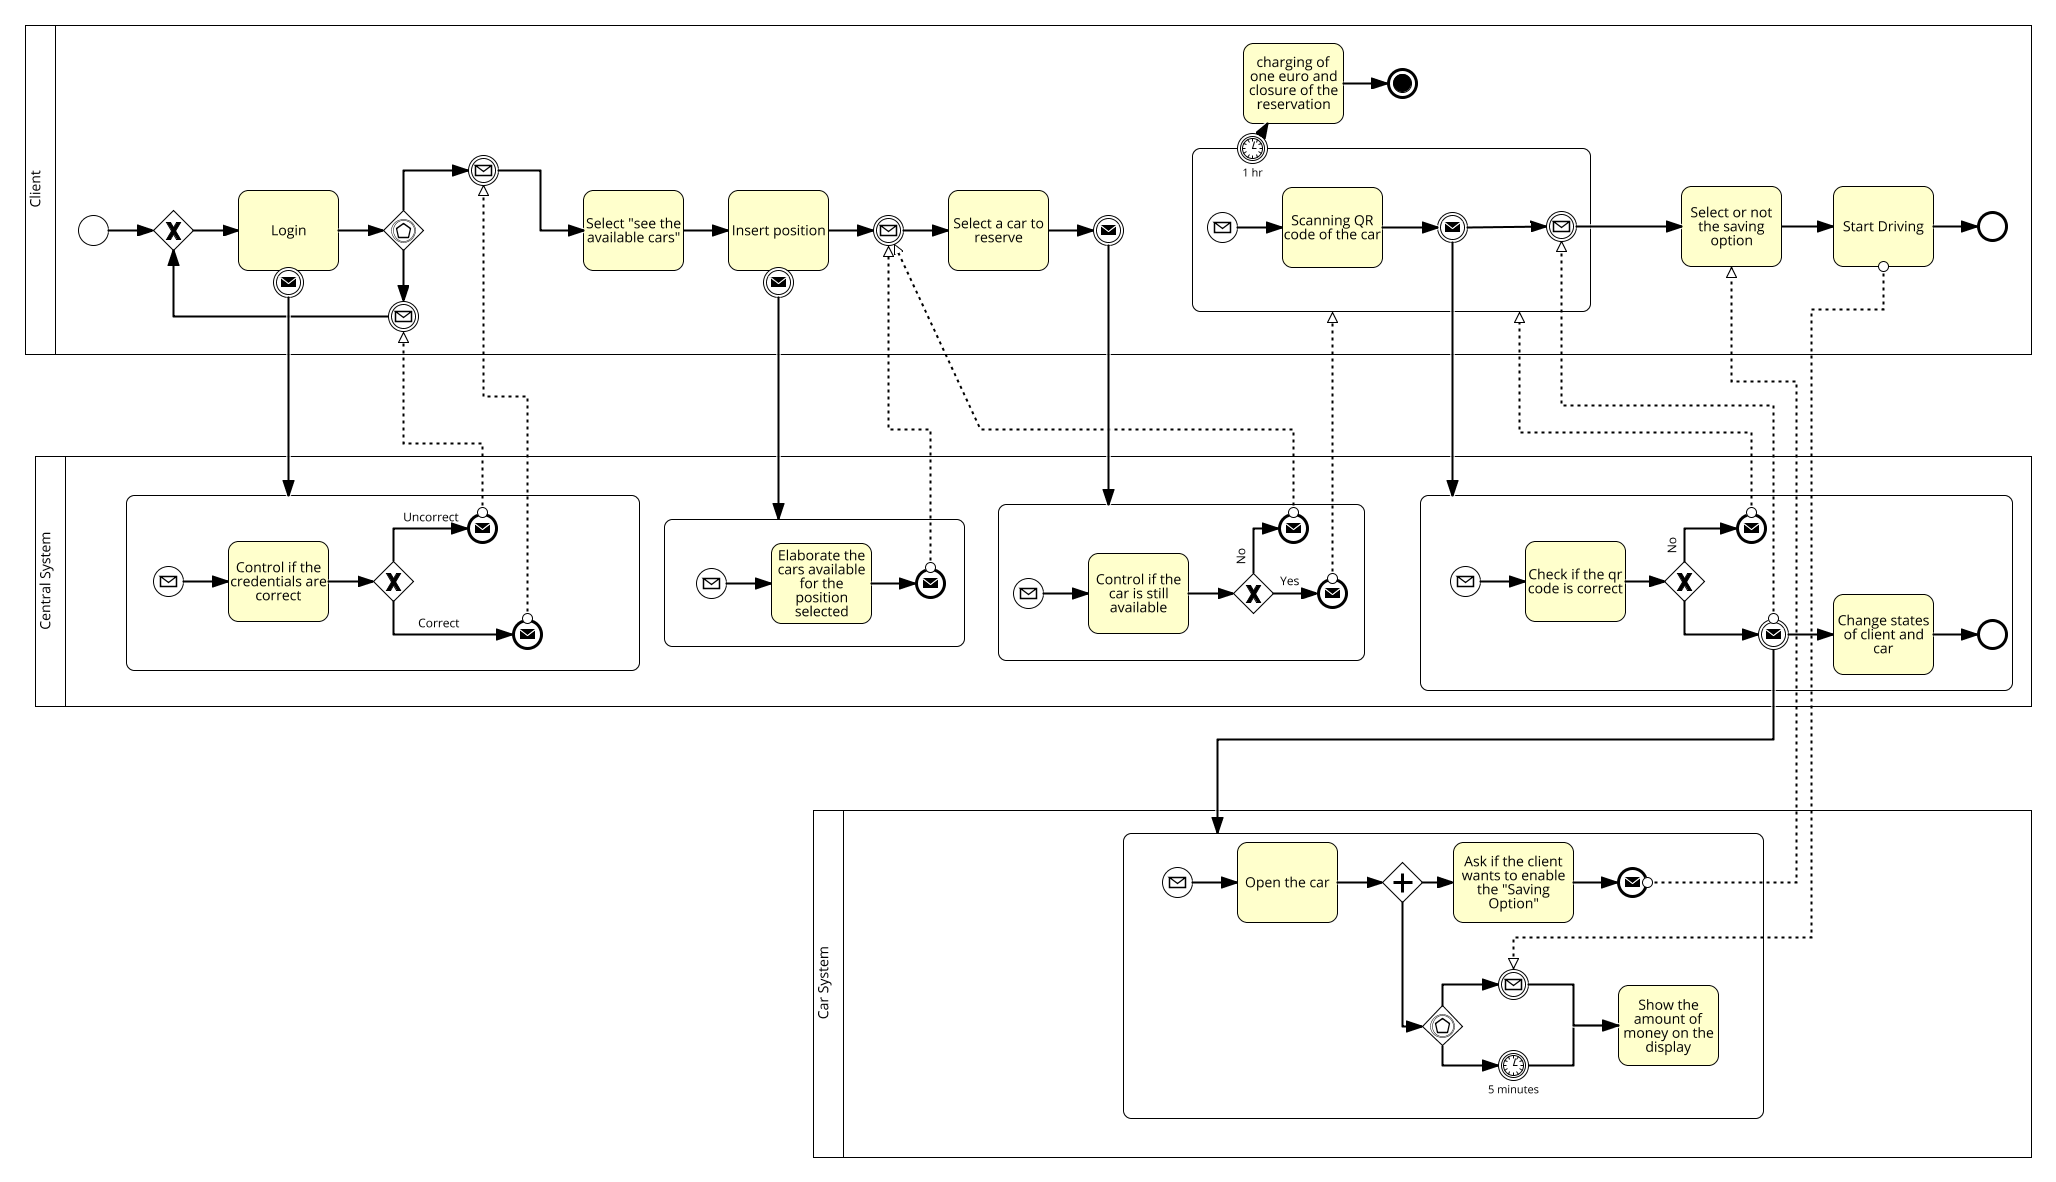 Client
charging of
one euro and
closure of the
reservation
1 hr
Login
Select "see the
available cars"
Insert position
Select a car to
reserve
Scanning QR
code of the car
Select or not
the saving
option
Start Driving
Central System
Control if the
credentials are
correct
Uncorrect
Correct
Elaborate the
cars available
for the
position
selected
Control if the
car is still
available
No
Yes
Check if the qr
code is correct
No
Change states
of client and
car
Car System
Open the car
Ask if the client
wants to enable
the "Saving
Option"
5 minutes
Show the
amount of
money on the
display